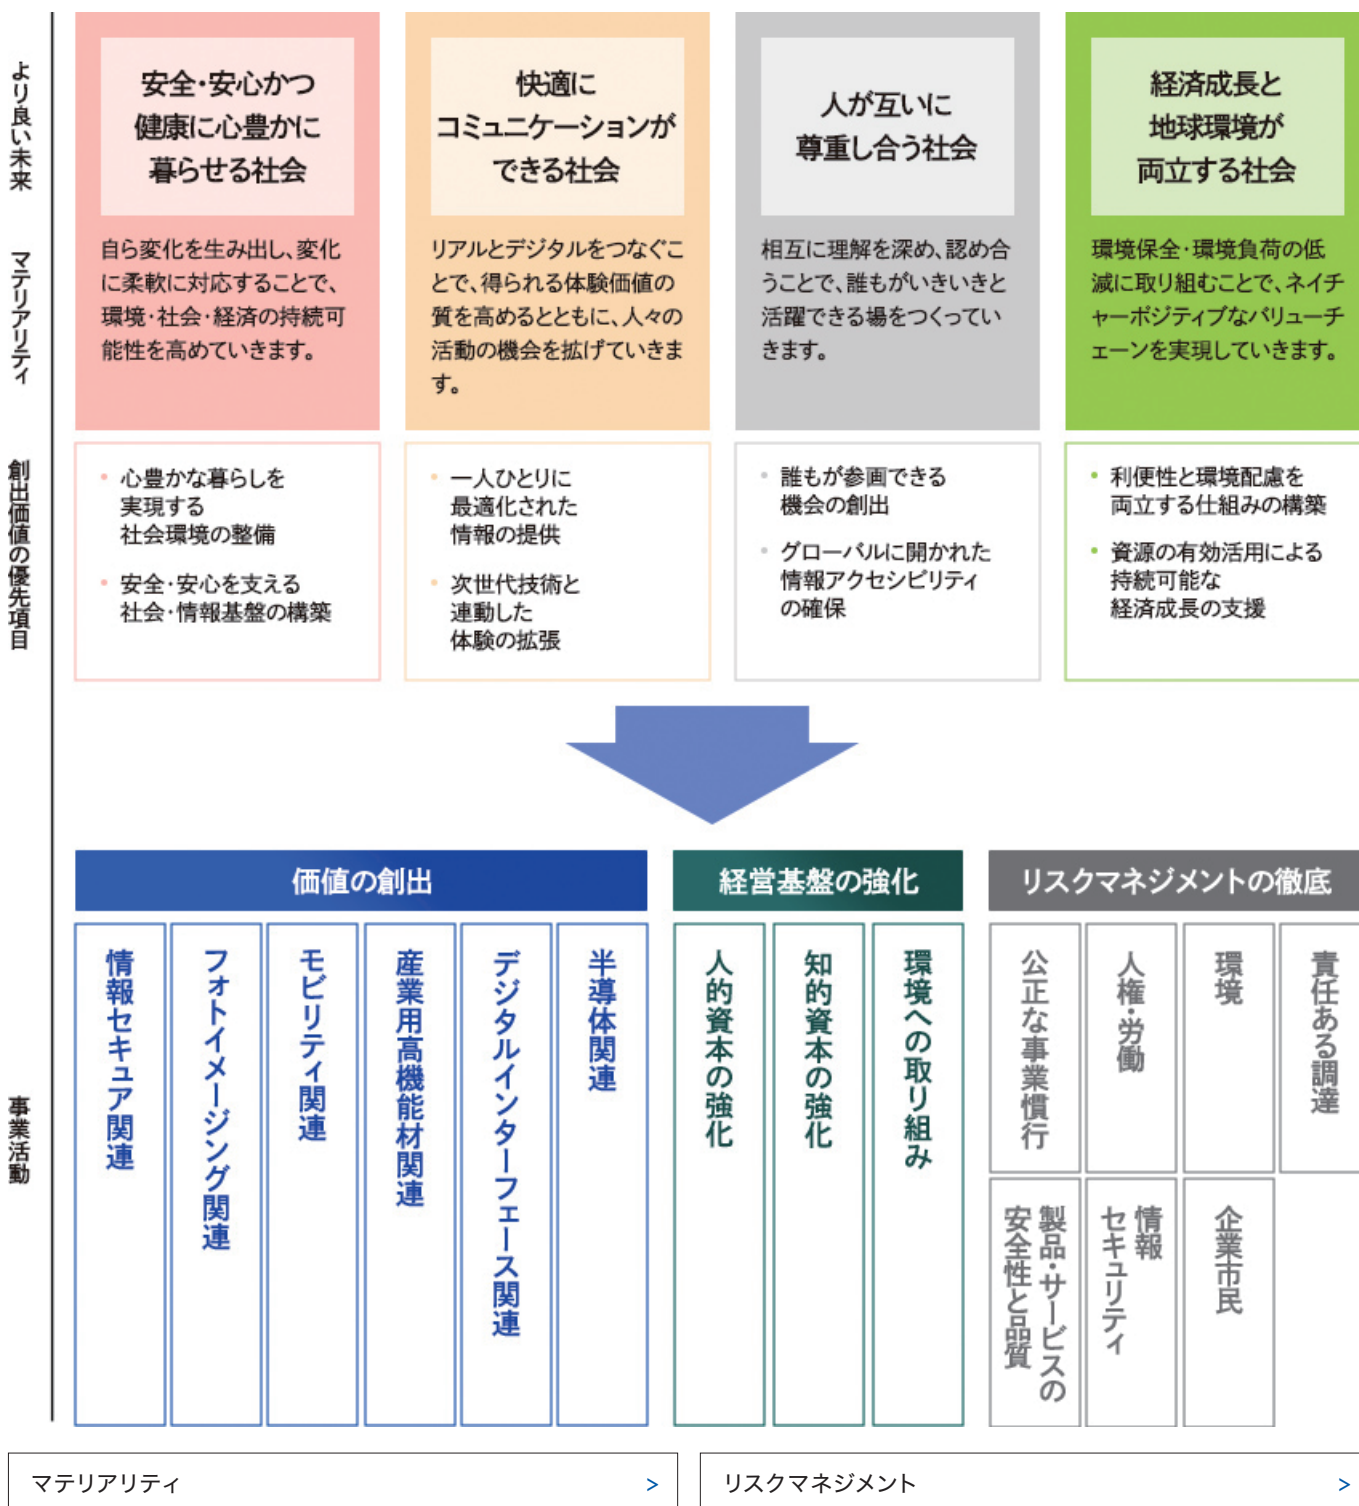 より良い未来
安全・安心かつ
健康に心豊かに
暮らせる社会
快適に
コミュニケーションが
できる社会
人が互いに
尊重し合う社会
経済成長と
地球環境が
両立する社会
マテリアリティ
自ら変化を生み出し、変化
に柔軟に対応することで、
環境・社会・経済の持続可
能性を高めていきます。
リアルとデジタルをつなぐこ
とで、得られる体験価値の
質を高めるとともに、人々の
活動の機会を拡げていきま
す。
相互に理解を深め、認め合
うことで、誰もがいきいきと
活躍できる場をつくってい
きます。
環境保全・環境負荷の低
減に取り組むことで、ネイチ
ャーポジティブなバリューチ
ェーンを実現していきます。
創出価値の優先項目
• 心豊かな暮らしを
実現する
社会環境の整備
• 安全・安心を支える
社会・情報基盤の構築
• 一人ひとりに
最適化された
情報の提供
• 次世代技術と
連動した
体験の拡張
• 誰もが参画できる
機会の創出
• グローバルに開かれた
情報アクセシビリティ
の確保
• 利便性と環境配慮を
両立する仕組みの構築
• 資源の有効活用による
持続可能な
経済成長の支援
事業活動
価値の創出
情報セキュア関連
フォトイメージング関連
モビリティ関連
産業用高機能材関連
デジタルインターフェース関連
半導体関連
経営基盤の強化
人的資本の強化
知的資本の強化
環境への取り組み
リスクマネジメントの徹底
公正な事業慣行
人権・労働
環境
責任ある調達
製品・サービスの
安全性と品質
情報
セキュリティ
企業市民
マテリアリティ >
リスクマネジメント >